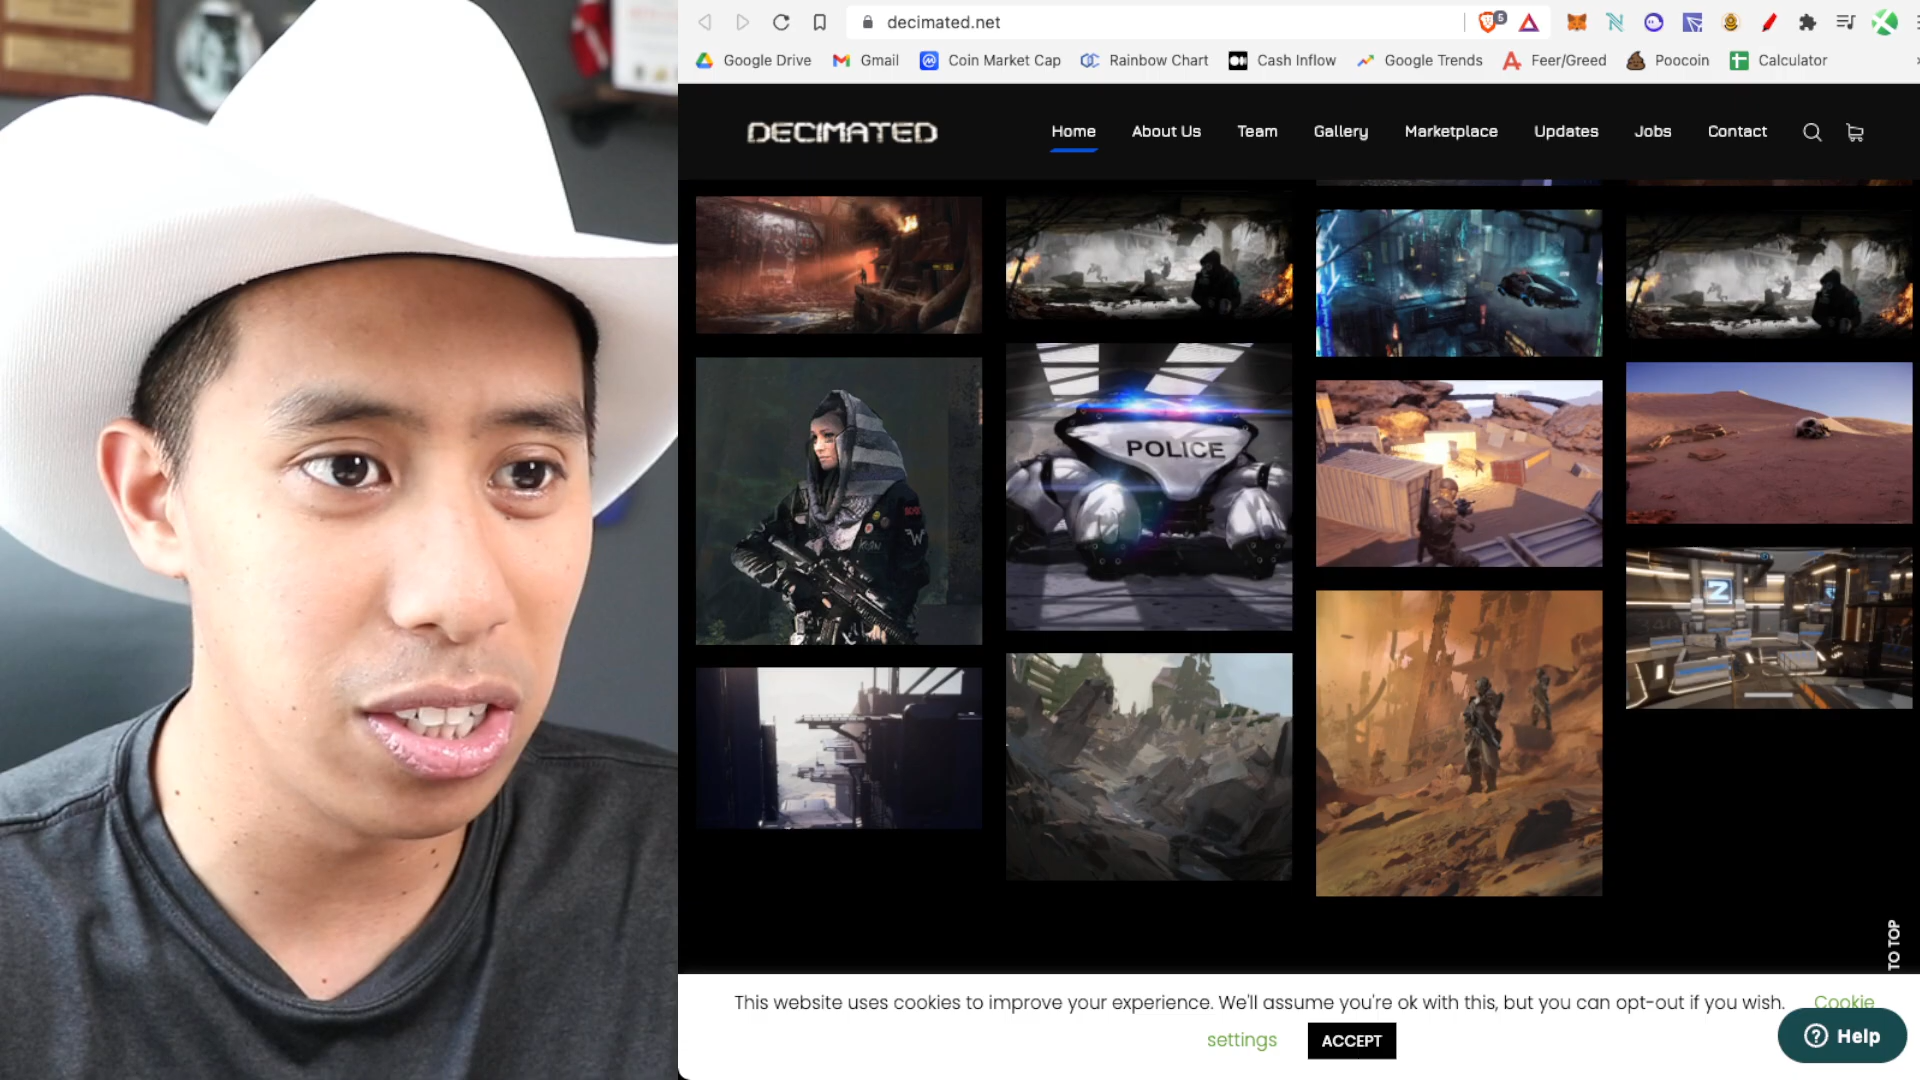 decimated.net
5
Google Drive
Gmail
Coin Market Cap
Rainbow Chart
Cash Inflow
Google Trends
Feer/Greed
Poocoin
Calculator
DECIMATED
Home
About Us
Team
Gallery
Marketplace
Updates
Jobs
Contact
POLICE
W
Z
TO TOP
This website uses cookies to improve your experience. We'll assume you're ok with this, but you can opt-out if you wish. Cookie
settings
ACCEPT
Help